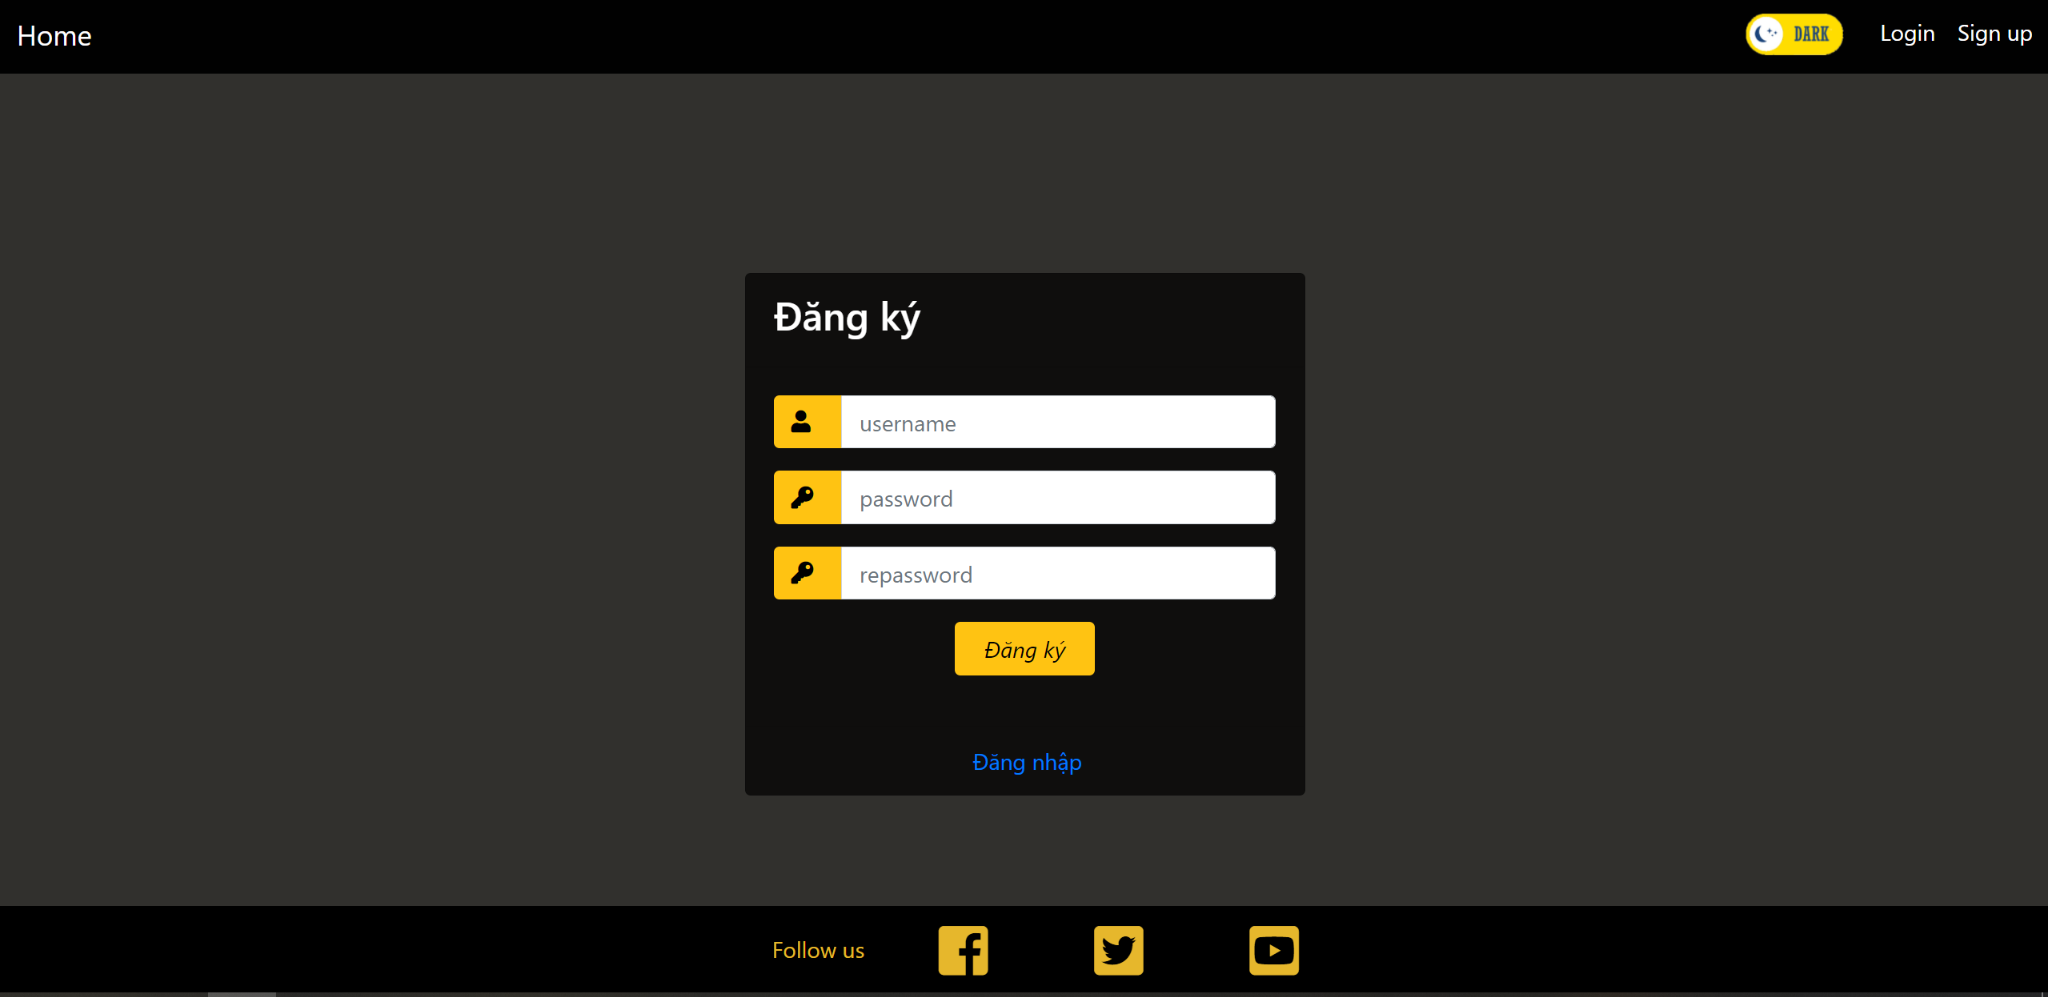 Home
DARK
Login
Sign up
Đăng ký
username
password
repassword
Đăng ký
Đăng nhập
Follow us